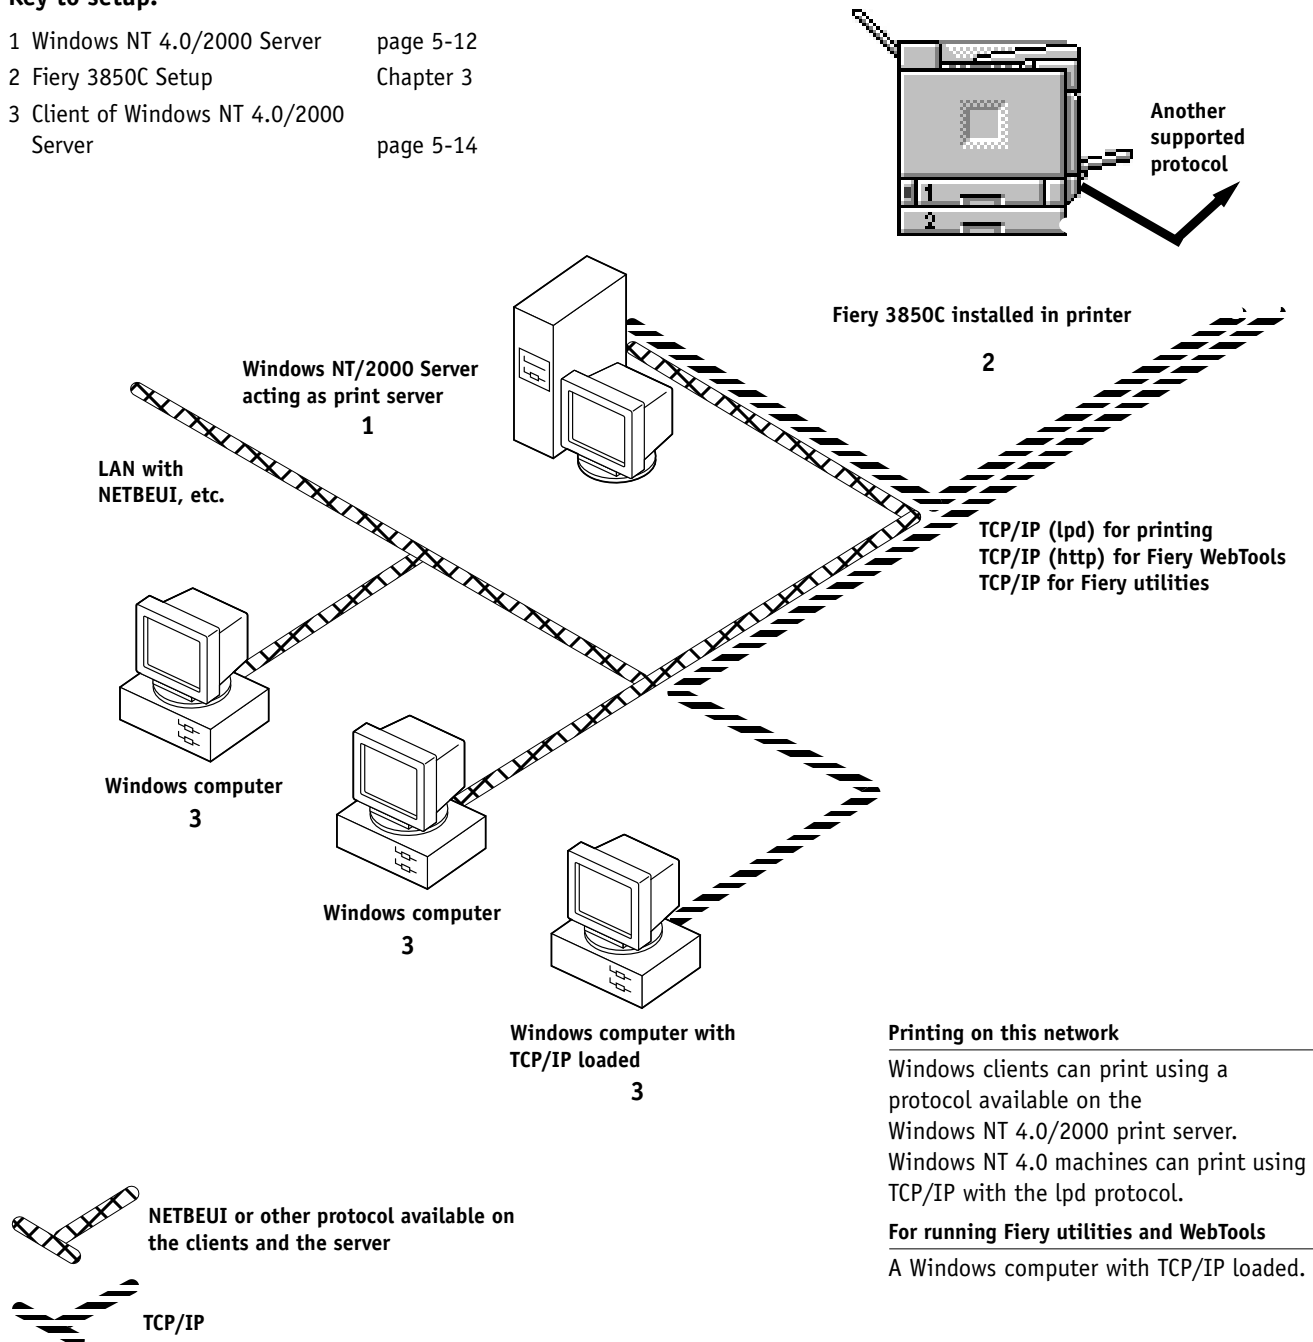 Key to setup:
1 Windows NT 4.0/2000 Server page 5-12
2 Fiery 3850C Setup Chapter 3
3 Client of Windows NT 4.0/2000
Server page 5-14
Another
supported
protocol
1
2
Fiery 3850C installed in printer
2
Windows NT/2000 Server
acting as print server
1
LAN with
NETBEUI, etc.
TCP/IP (lpd) for printing
TCP/IP (http) for Fiery WebTools
TCP/IP for Fiery utilities
Windows computer
3
Windows computer
3
Windows computer with
TCP/IP loaded
3
Printing on this network
Windows clients can print using a
protocol available on the
Windows NT 4.0/2000 print server.
Windows NT 4.0 machines can print using
TCP/IP with the lpd protocol.
For running Fiery utilities and WebTools
A Windows computer with TCP/IP loaded.
NETBEUI or other protocol available on
the clients and the server
TCP/IP